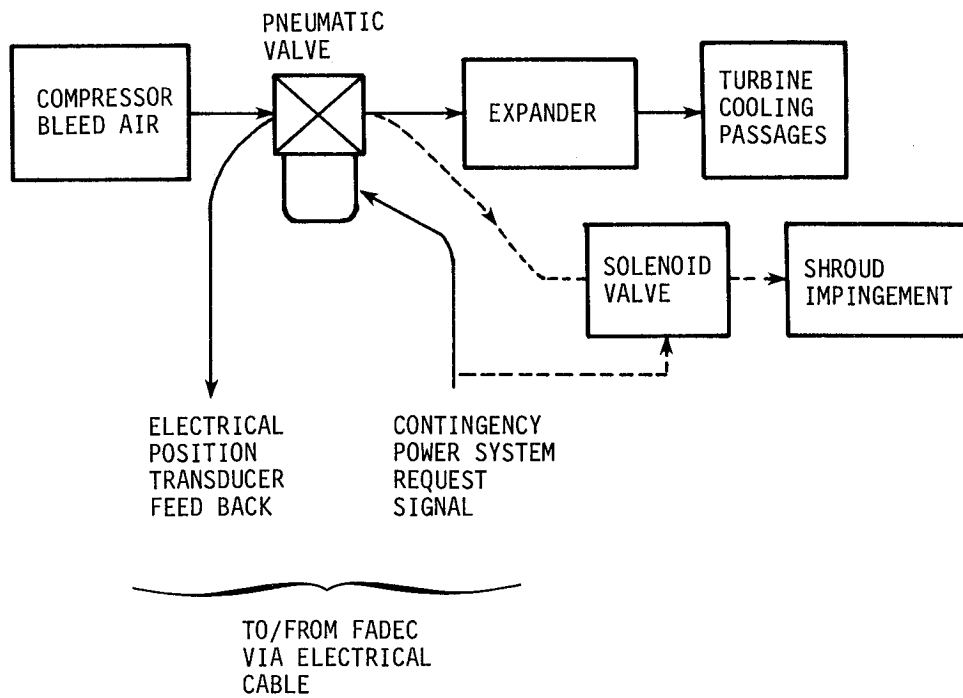 PNEUMATIC
VALVE
COMPRESSOR
BLEED AIR
EXPANDER
TURBINE
COOLING
PASSAGES
SOLENOID
VALVE
SHROUD
IMPINGEMENT
ELECTRICAL
POSITION
TRANSDUCER
FEED BACK
CONTINGENCY
POWER SYSTEM
REQUEST
SIGNAL
TO/FROM FADEC
VIA ELECTRICAL
CABLE